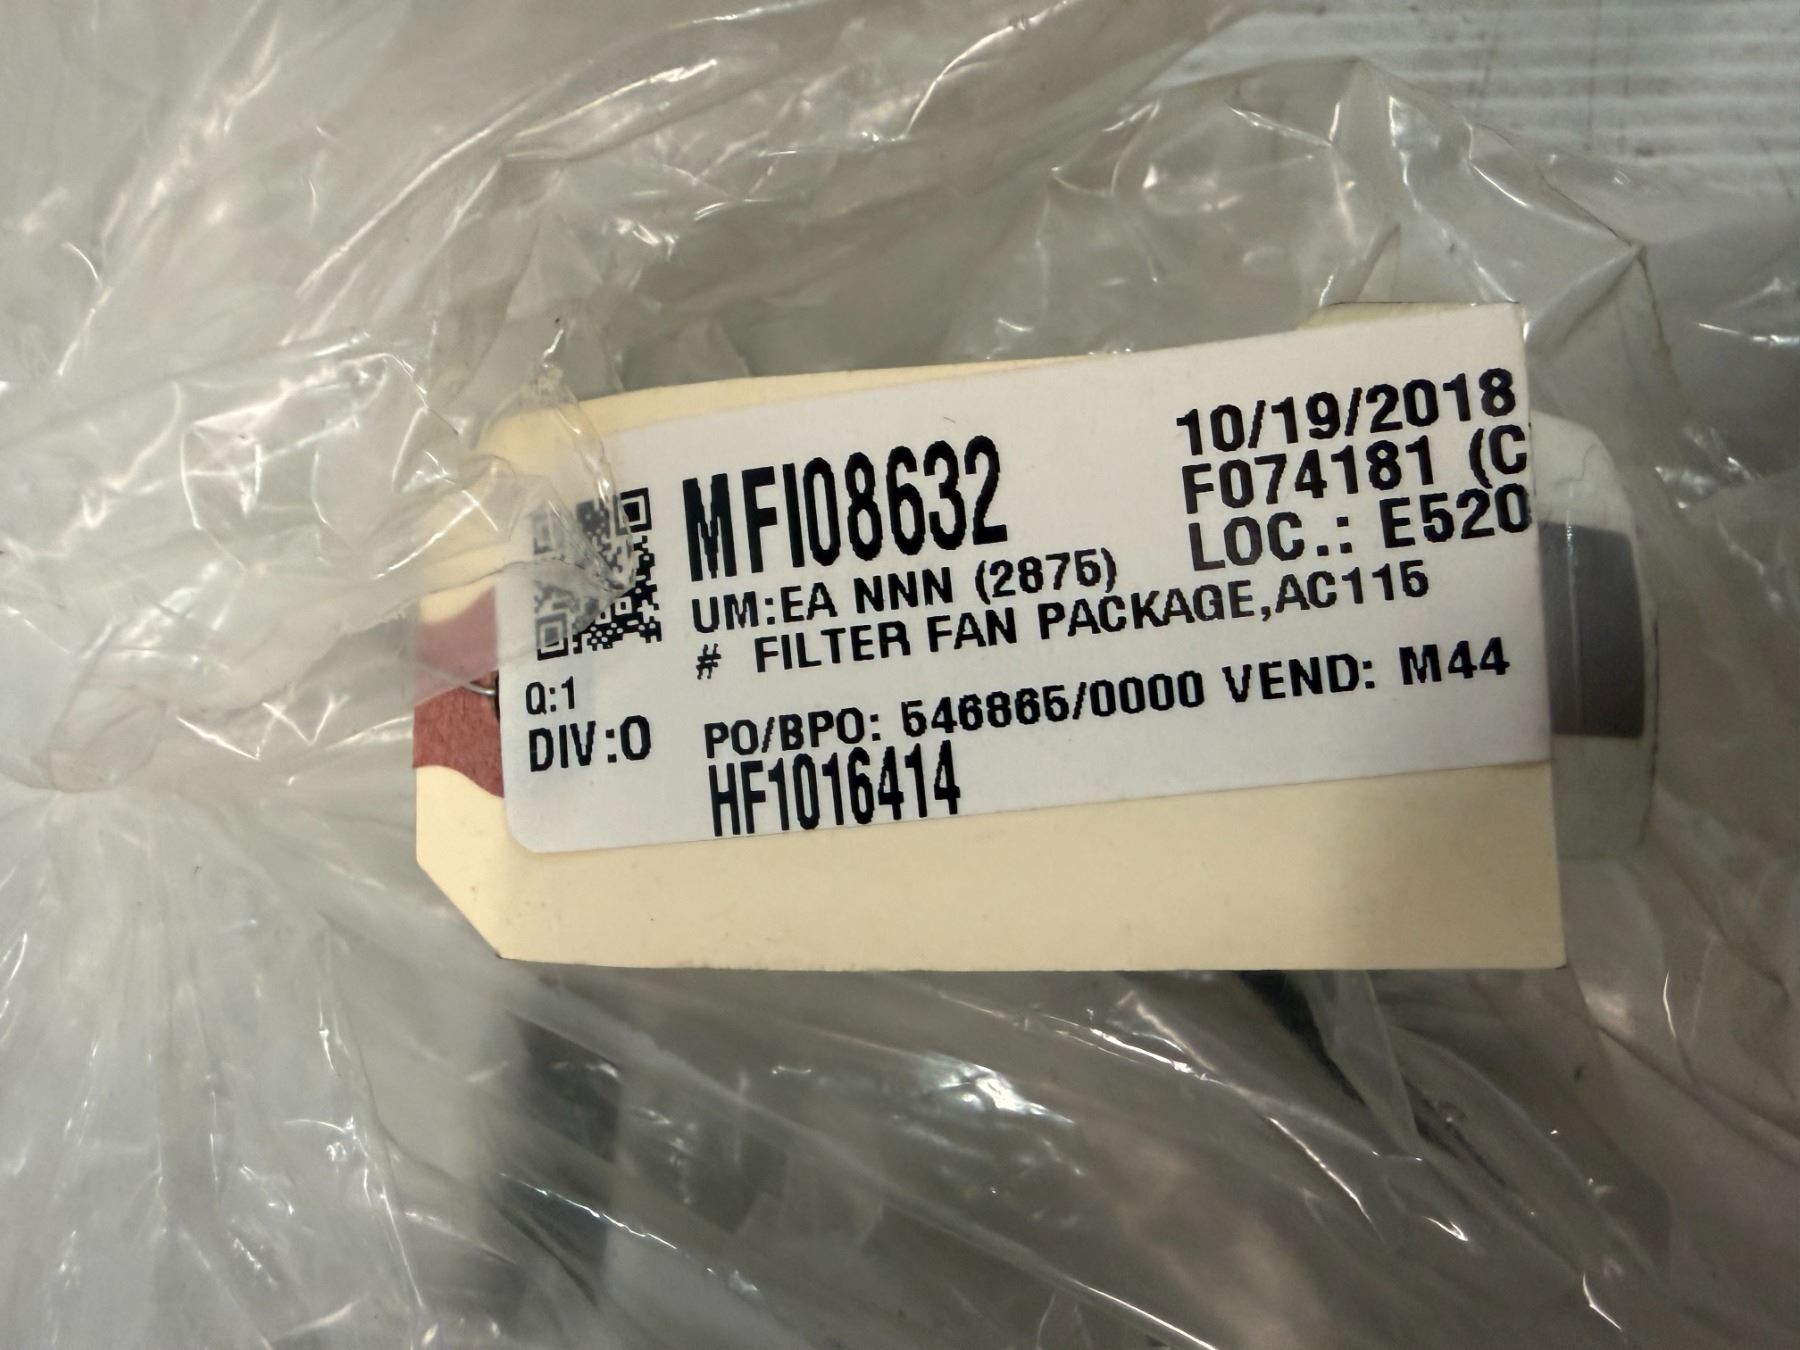 MFI08632
10/19/2018
F074181 (C
LOC.: E520
UM:EA NNN (2875)
# FILTER FAN PACKAGE,AC115
Q:1
DIV:O
PO/BPO: 546865/0000 VEND: M44
HF1016414